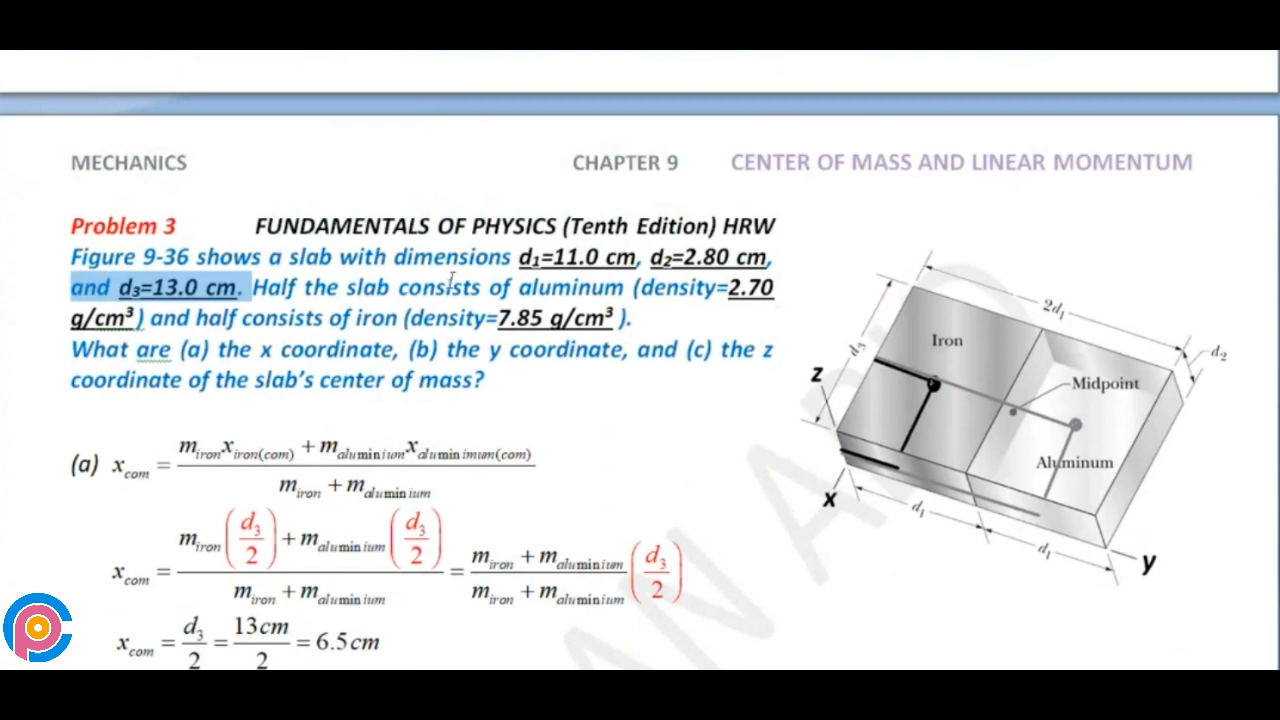 MECHANICS CHAPTER 9 CENTER OF MASS AND LINEAR MOMENTUM
Problem 3 FUNDAMENTALS OF PHYSICS (Tenth Edition) HRW
Figure 9-36 shows a slab with dimensions d₁=11.0 cm, d₂=2.80 cm,
and d₃=13.0 cm. Half the slab consists of aluminum (density=2.70
g/cm³) and half consists of iron (density=7.85 g/cm³ ).
What are (a) the x coordinate, (b) the y coordinate, and (c) the z
coordinate of the slab's center of mass?
(a) x_com = (m_iron x_iron(com) + m_aluminium x_aluminimum(com)) / (m_iron + m_aluminium)
x_com = (m_iron (d₃/2) + m_aluminium (d₃/2)) / (m_iron + m_aluminium) = (m_iron + m_aluminium) / (m_iron + m_aluminium) (d₃/2)
x_com = d₃/2 = 13cm/2 = 6.5cm
2d₁
d₂
d₃
Iron
z
Midpoint
Aluminum
x
d₁
d₁
y